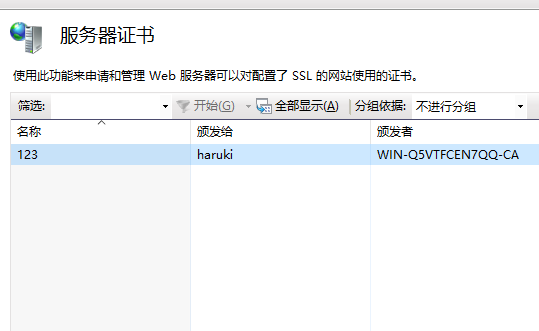 服务器证书
使用此功能来申请和管理 Web 服务器可以对配置了 SSL 的网站使用的证书。
筛选: 开始(G) 全部显示(A) 分组依据: 不进行分组
名称 颁发给 颁发者
123 haruki WIN-Q5VTFCEN7QQ-CA